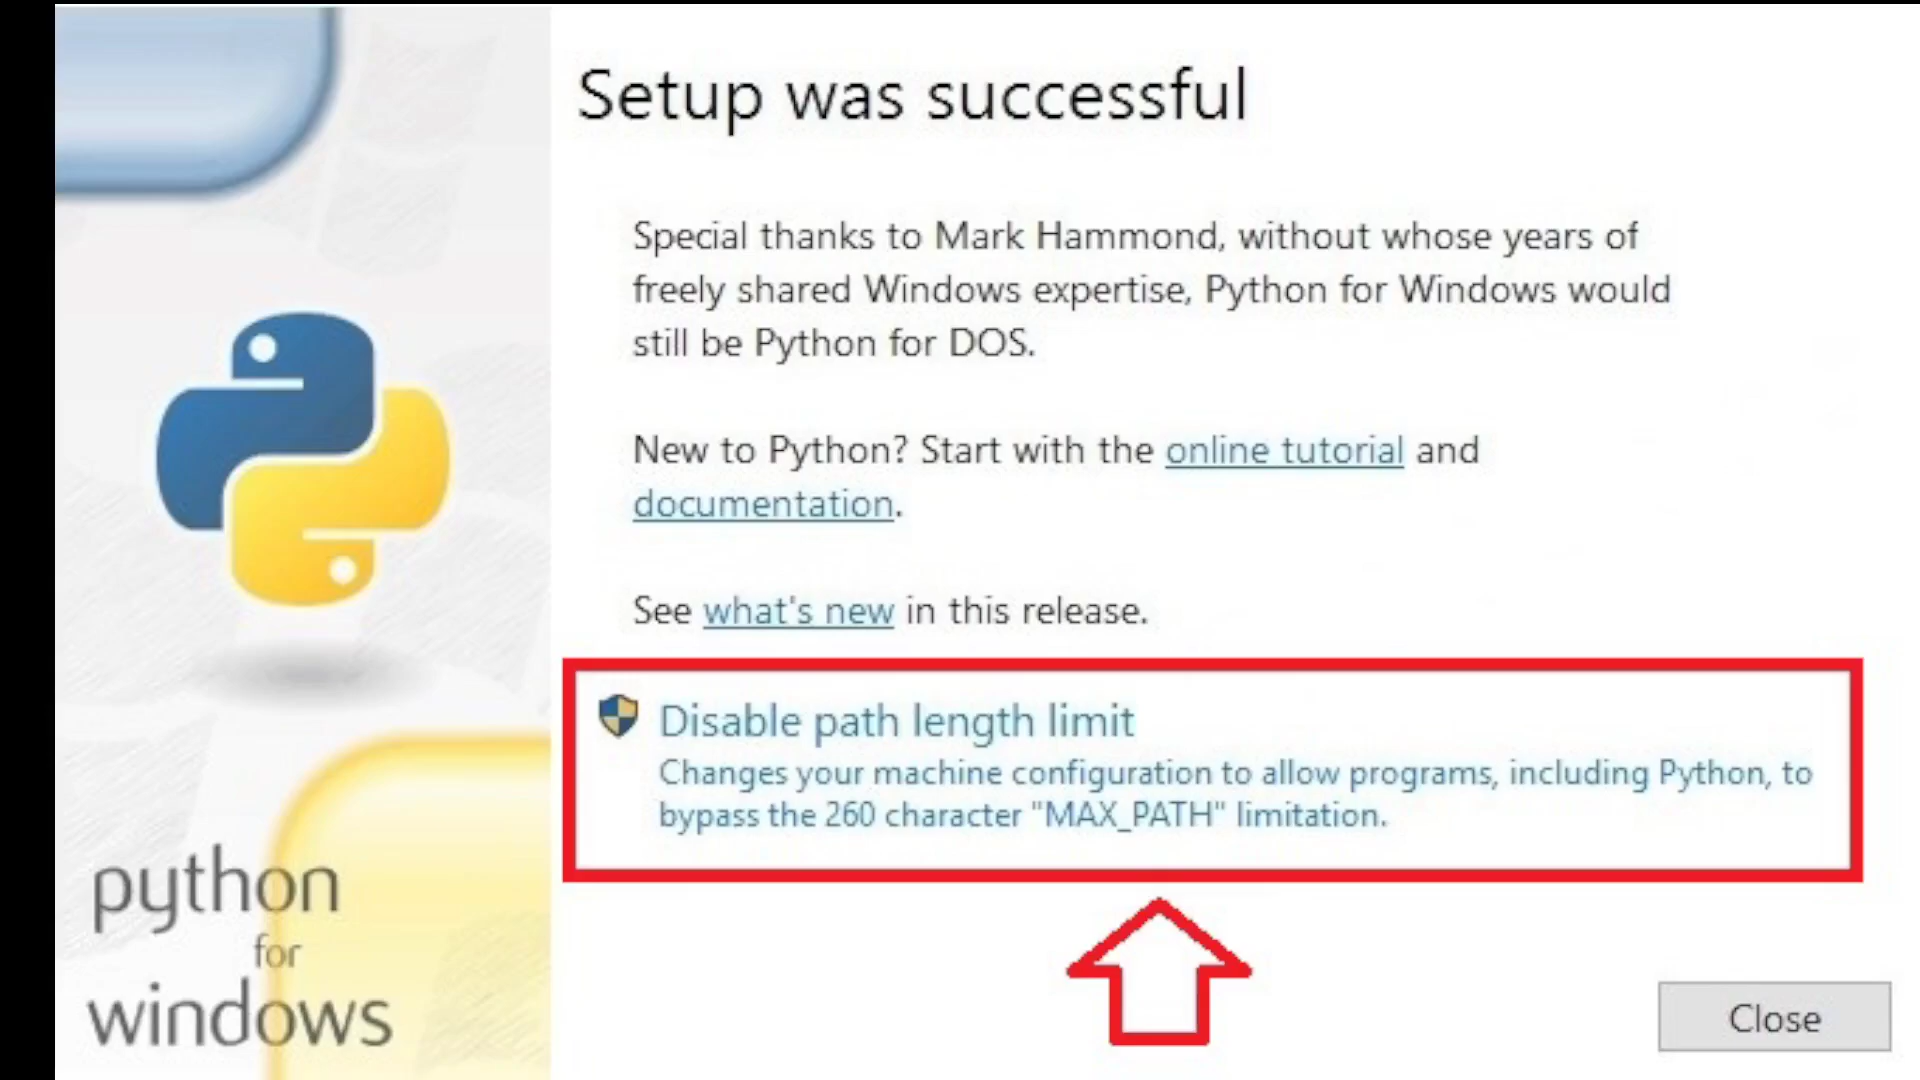 Setup was successful
Special thanks to Mark Hammond, without whose years of
freely shared Windows expertise, Python for Windows would
still be Python for DOS.
New to Python? Start with the online tutorial and
documentation.
See what's new in this release.
Disable path length limit
Changes your machine configuration to allow programs, including Python, to
bypass the 260 character "MAX_PATH" limitation.
python
for
windows
Close